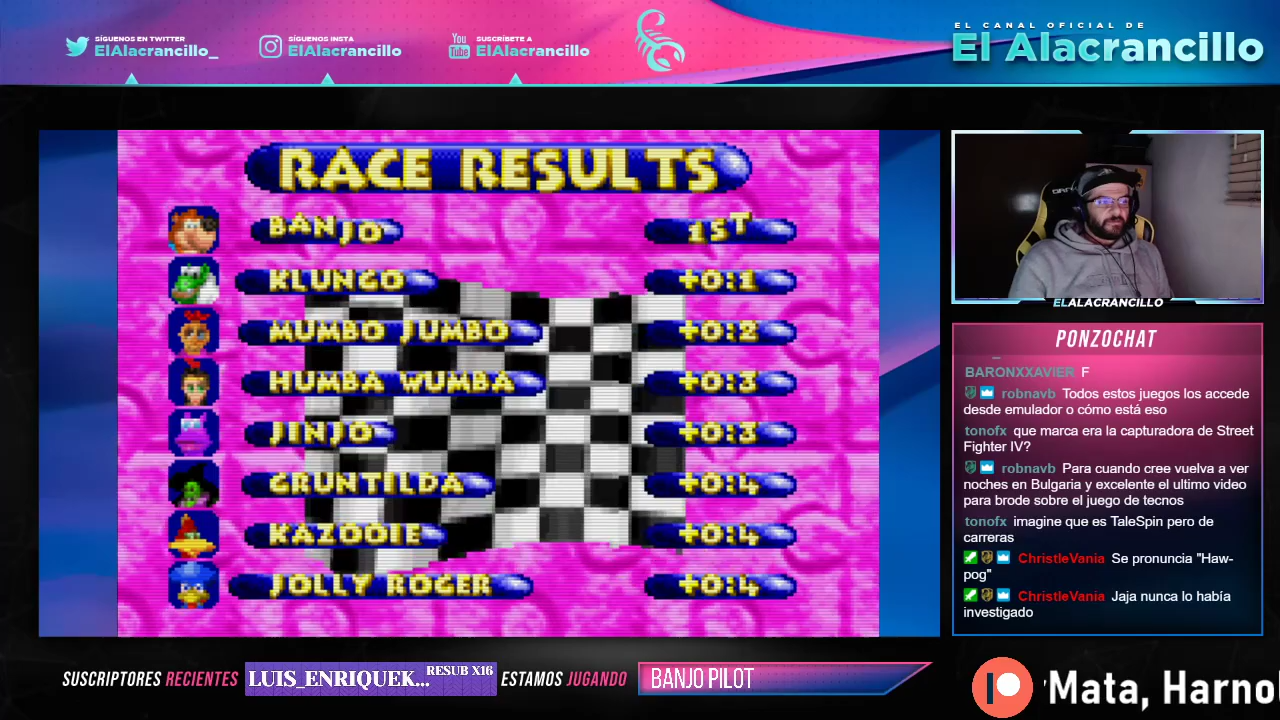 SÍGUENOS EN TWITTER
ElAlacrancillo_
SÍGUENOS INSTA
ElAlacrancillo
You Tube
SUSCRÍBETE A
ElAlacrancillo
EL CANAL OFICIAL DE
El Alacrancillo
RACE RESULTS
BANJO 1ST
KLUNGO +0:1
MUMBO JUMBO +0:2
HUMBA WUMBA +0:3
JINJO +0:3
GRUNTILDA +0:4
KAZOOIE +0:4
JOLLY ROGER +0:4
ELALACRANCILLO
PONZOCHAT
BARONXXAVIER F
robnavb Todos estos juegos los accede
desde emulador o cómo está eso
tonofx que marca era la capturadora de Street
Fighter IV?
robnavb Para cuando cree vuelva a ver
noches en Bulgaria y excelente el ultimo video
para brode sobre el juego de tecnos
tonofx imagine que es TaleSpin pero de
carreras
ChristleVania Se pronuncia "Haw-
pog"
ChristleVania Jaja nunca lo había
investigado
SUSCRIPTORES RECIENTES LUIS_ENRIQUEK... RESUB X16 ESTAMOS JUGANDO BANJO PILOT
Mata,